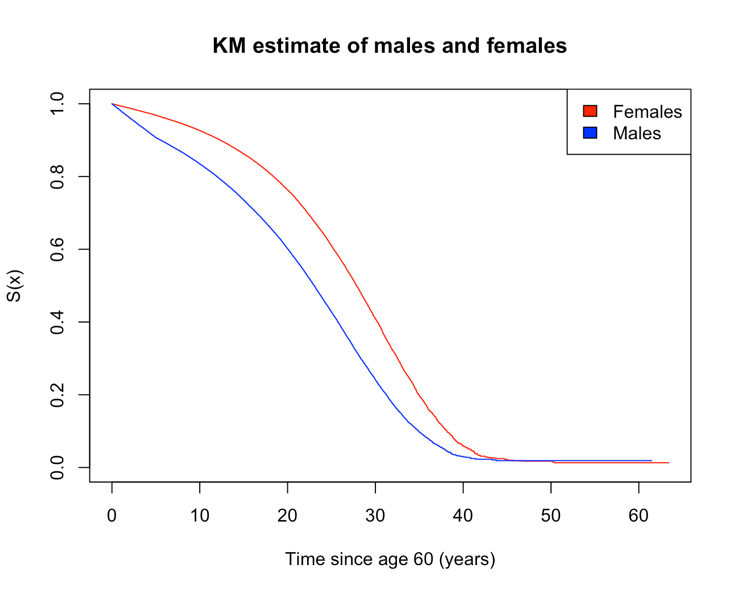 KM estimate of males and females
Females
Males
S(x)
1.0
0.8
0.6
0.4
0.2
0.0
0 10 20 30 40 50 60
Time since age 60 (years)